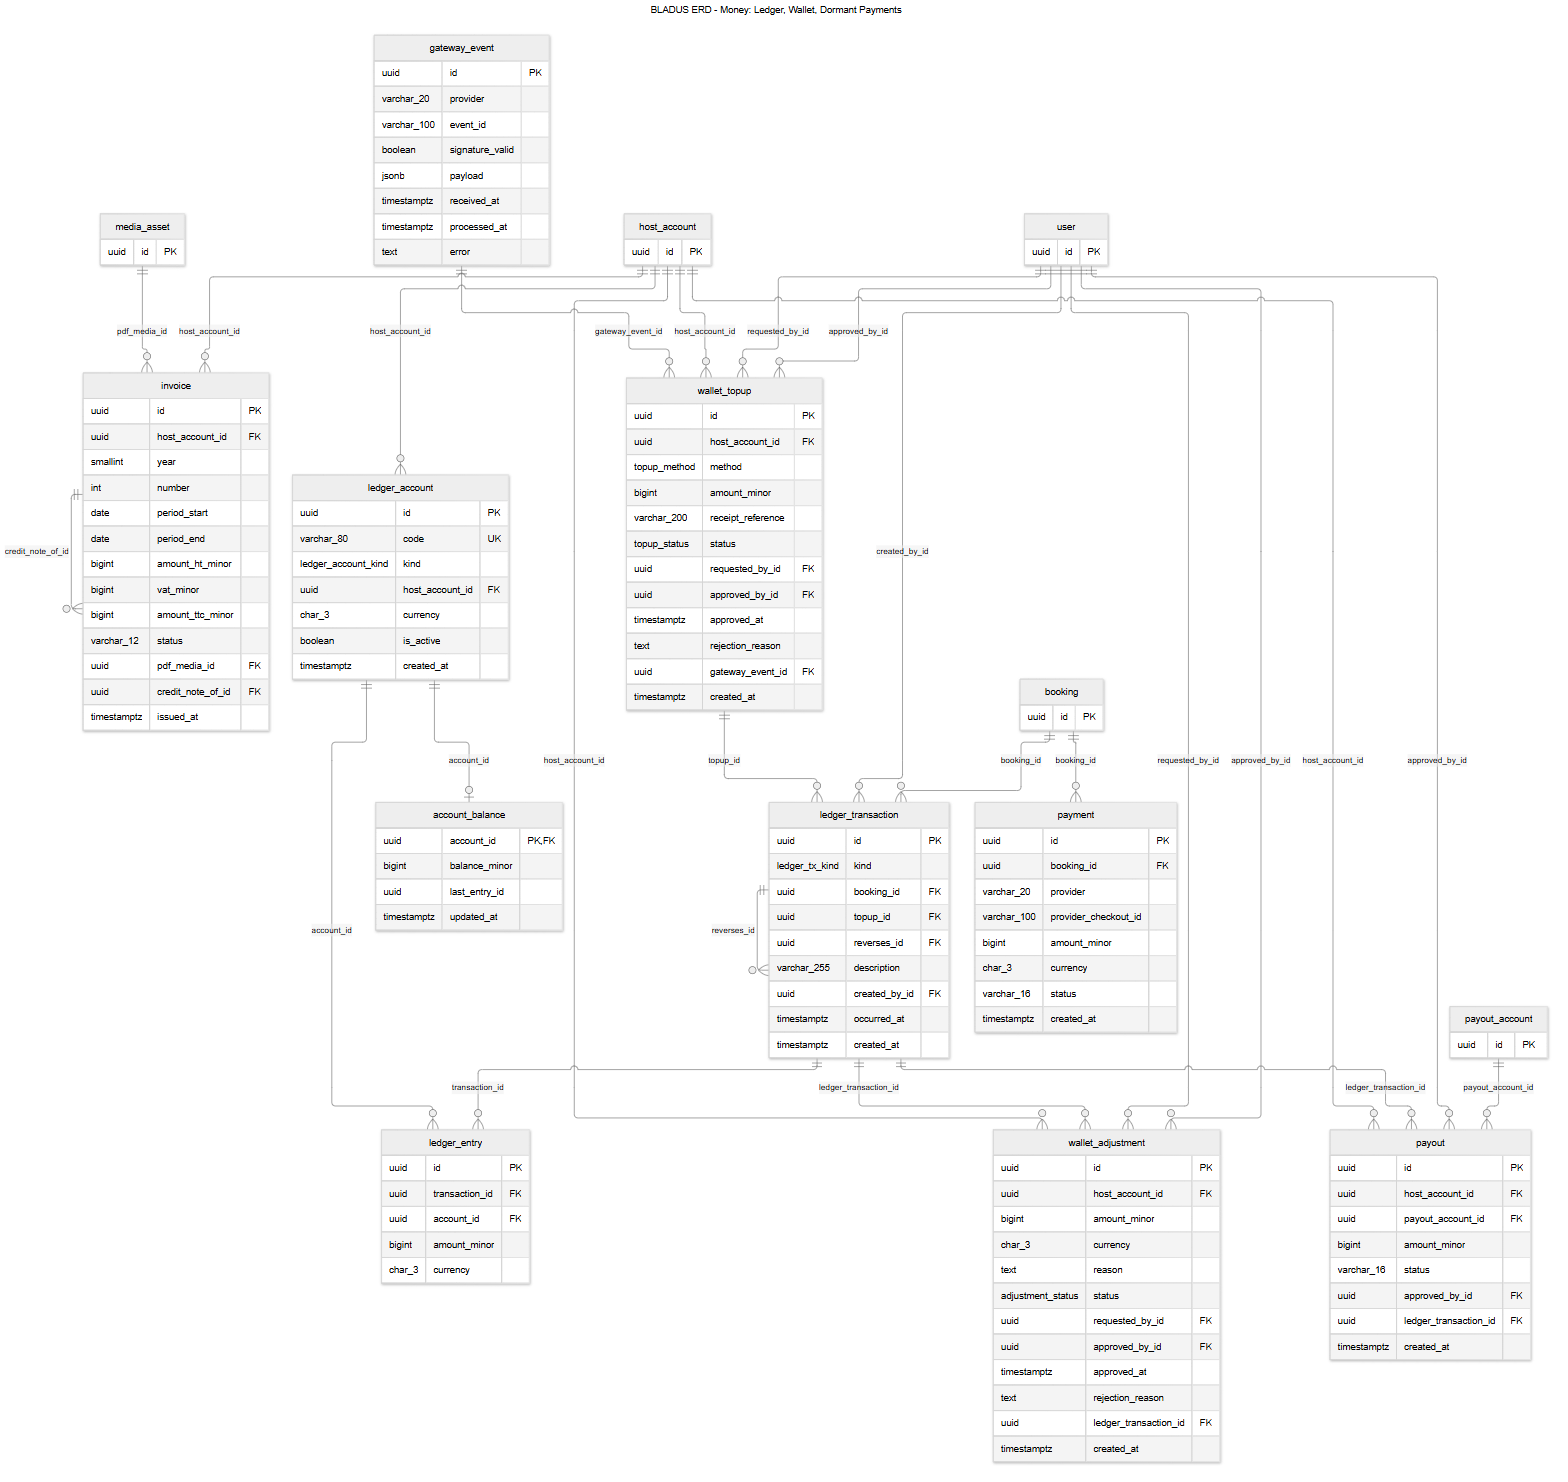 BLADUS ERD - Money: Ledger, Wallet, Dormant Payments
gateway_event
uuid id PK
varchar_20 provider
varchar_100 event_id
boolean signature_valid
jsonb payload
timestamptz received_at
timestamptz processed_at
text error
media_asset
uuid id PK
host_account
uuid id PK
user
uuid id PK
pdf_media_id
host_account_id
host_account_id
gateway_event_id
host_account_id
requested_by_id
approved_by_id
invoice
uuid id PK
uuid host_account_id FK
smallint year
int number
date period_start
date period_end
bigint amount_ht_minor
bigint vat_minor
bigint amount_ttc_minor
varchar_12 status
uuid pdf_media_id FK
uuid credit_note_of_id FK
timestamptz issued_at
credit_note_of_id
ledger_account
uuid id PK
varchar_80 code UK
ledger_account_kind kind
uuid host_account_id FK
char_3 currency
boolean is_active
timestamptz created_at
wallet_topup
uuid id PK
uuid host_account_id FK
topup_method method
bigint amount_minor
varchar_200 receipt_reference
topup_status status
uuid requested_by_id FK
uuid approved_by_id FK
timestamptz approved_at
text rejection_reason
uuid gateway_event_id FK
timestamptz created_at
created_by_id
booking
uuid id PK
account_id
host_account_id
topup_id
booking_id
booking_id
requested_by_id
approved_by_id
host_account_id
approved_by_id
account_balance
uuid account_id PK,FK
bigint balance_minor
uuid last_entry_id
timestamptz updated_at
account_id
ledger_transaction
uuid id PK
ledger_tx_kind kind
uuid booking_id FK
uuid topup_id FK
uuid reverses_id FK
varchar_255 description
uuid created_by_id FK
timestamptz occurred_at
timestamptz created_at
reverses_id
payment
uuid id PK
uuid booking_id FK
varchar_20 provider
varchar_100 provider_checkout_id
bigint amount_minor
char_3 currency
varchar_16 status
timestamptz created_at
payout_account
uuid id PK
transaction_id
ledger_transaction_id
ledger_transaction_id
payout_account_id
ledger_entry
uuid id PK
uuid transaction_id FK
uuid account_id FK
bigint amount_minor
char_3 currency
wallet_adjustment
uuid id PK
uuid host_account_id FK
bigint amount_minor
char_3 currency
text reason
adjustment_status status
uuid requested_by_id FK
uuid approved_by_id FK
timestamptz approved_at
text rejection_reason
uuid ledger_transaction_id FK
timestamptz created_at
payout
uuid id PK
uuid host_account_id FK
uuid payout_account_id FK
bigint amount_minor
varchar_16 status
uuid approved_by_id FK
uuid ledger_transaction_id FK
timestamptz created_at